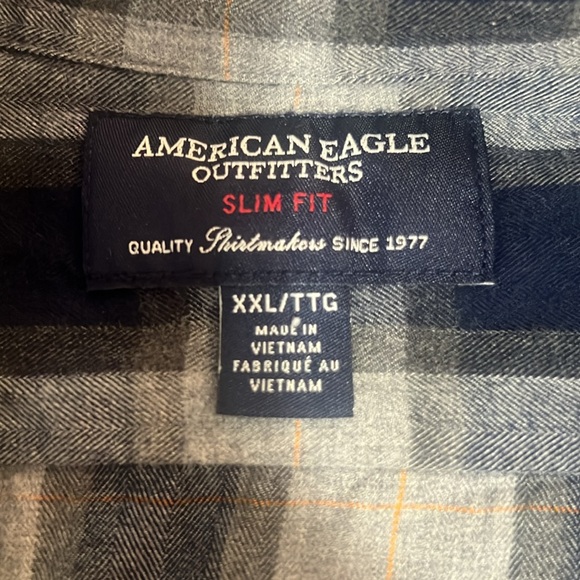 AMERICAN EAGLE
OUTFITTERS
SLIM FIT
QUALITY Shirtmakers SINCE 1977
XXL/TTG
MADE IN
VIETNAM
FABRIQUÉ AU
VIETNAM